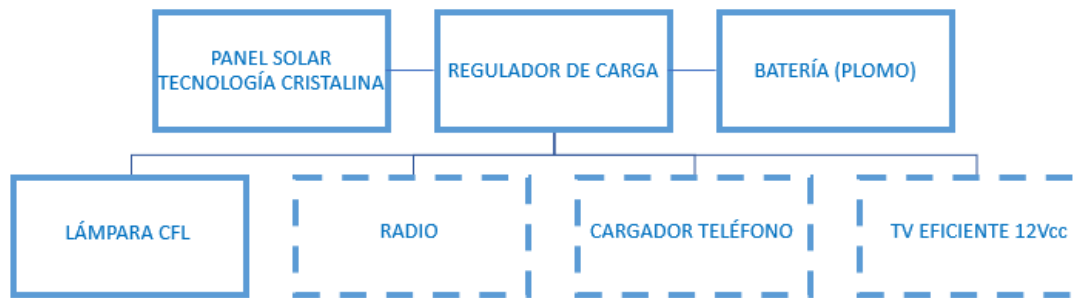 PANEL SOLAR
TECNOLOGÍA CRISTALINA
REGULADOR DE CARGA
BATERÍA (PLOMO)
LÁMPARA CFL
RADIO
CARGADOR TELÉFONO
TV EFICIENTE 12Vcc